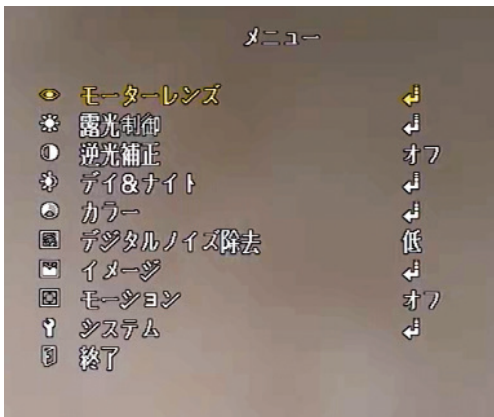 メニュー
モーターレンズ ↲
露光制御 ↲
逆光補正 オフ
デイ&ナイト ↲
カラー ↲
デジタルノイズ除去 低
イメージ ↲
モーション オフ
システム ↲
終了